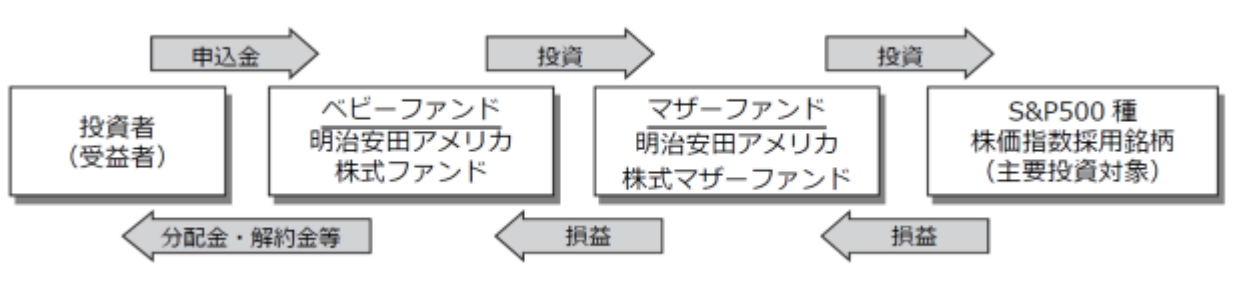 申込金
投資
投資
投資者
（受益者）
ベビーファンド
明治安田アメリカ
株式ファンド
マザーファンド
明治安田アメリカ
株式マザーファンド
S&P500 種
株価指数採用銘柄
（主要投資対象）
分配金・解約金等
損益
損益